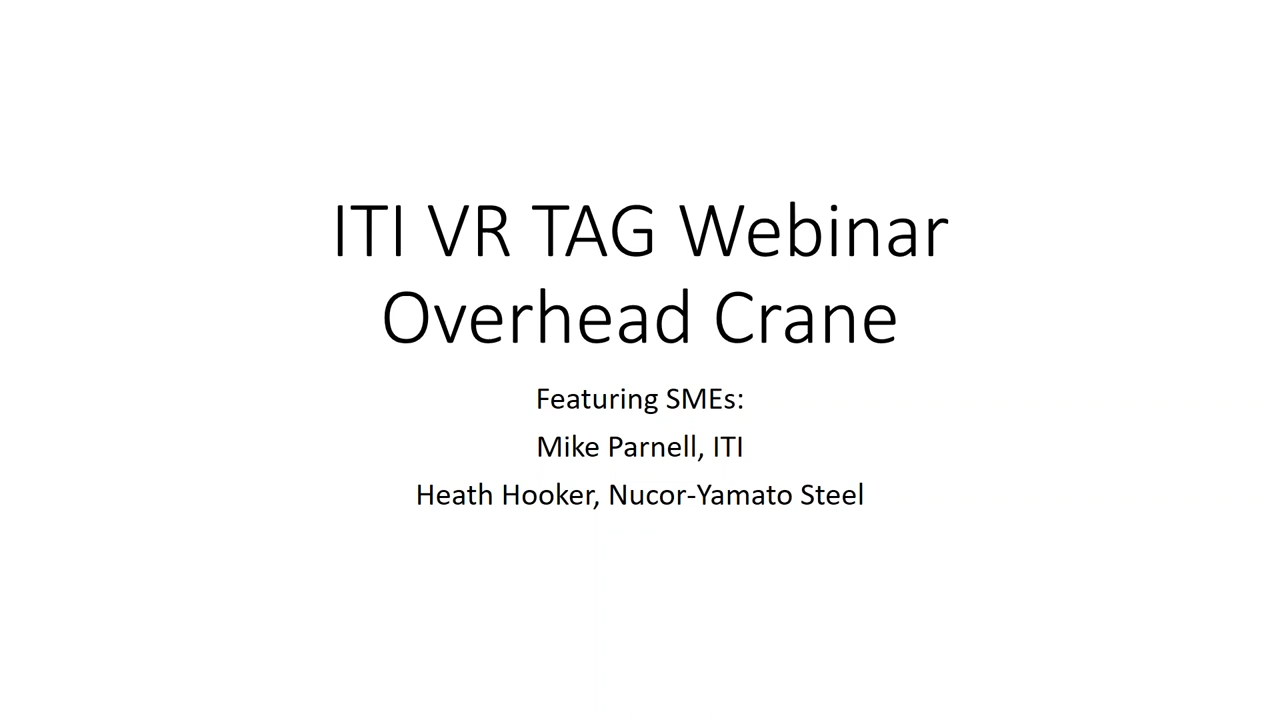 ITI VR TAG Webinar
Overhead Crane
Featuring SMEs:
Mike Parnell, ITI
Heath Hooker, Nucor-Yamato Steel